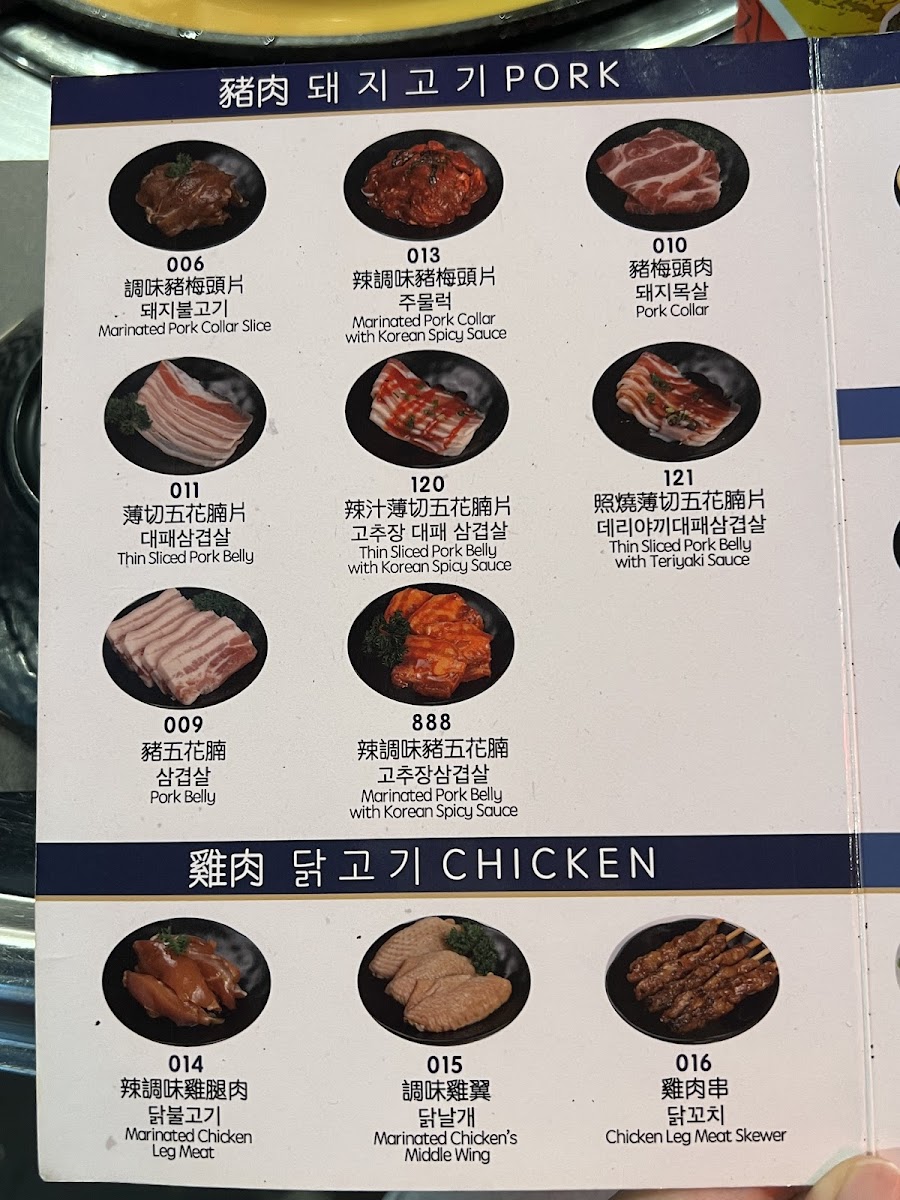 豬肉 돼지고기 PORK
006
調味豬梅頭片
돼지불고기
Marinated Pork Collar Slice
013
辣調味豬梅頭片
주물럭
Marinated Pork Collar
with Korean Spicy Sauce
010
豬梅頭肉
돼지목살
Pork Collar
011
薄切五花腩片
대패삼겹살
Thin Sliced Pork Belly
120
辣汁薄切五花腩片
고추장 대패 삼겹살
Thin Sliced Pork Belly
with Korean Spicy Sauce
121
照燒薄切五花腩片
데리야끼대패삼겹살
Thin Sliced Pork Belly
with Teriyaki Sauce
009
豬五花腩
삼겹살
Pork Belly
888
辣調味豬五花腩
고추장삼겹살
Marinated Pork Belly
with Korean Spicy Sauce
雞肉 닭고기 CHICKEN
014
辣調味雞腿肉
닭불고기
Marinated Chicken
Leg Meat
015
調味雞翼
닭날개
Marinated Chicken's
Middle Wing
016
雞肉串
닭꼬치
Chicken Leg Meat Skewer